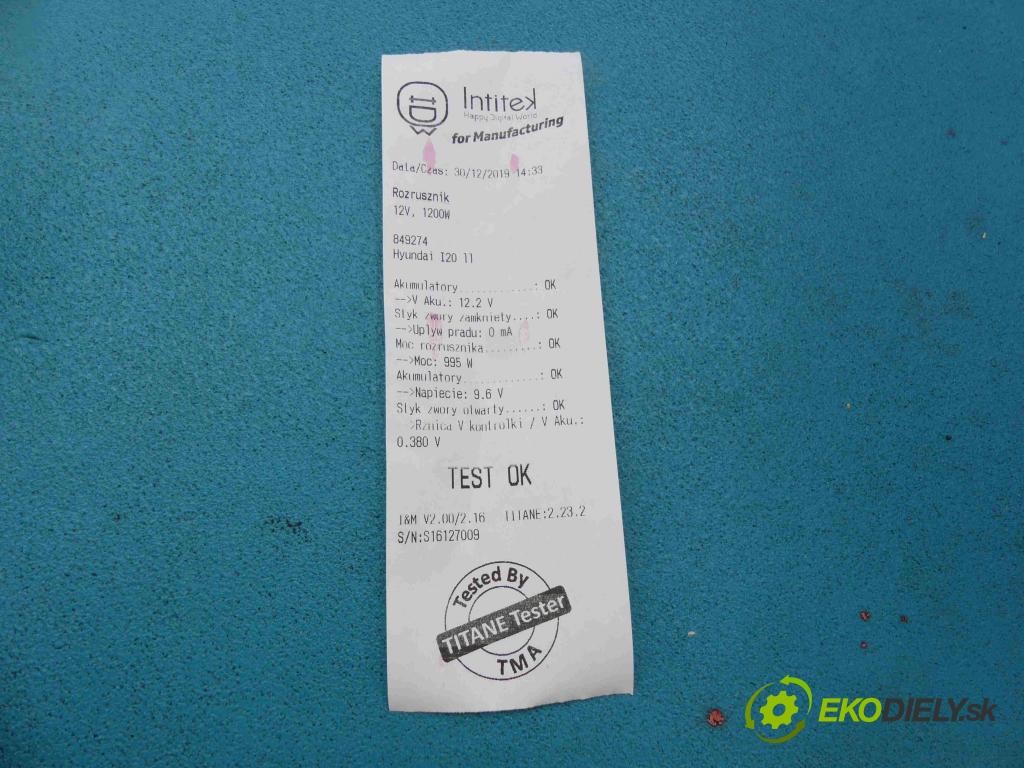 Intitek
Happy Digital World
for Manufacturing
Data/Czas: 30/12/2019 14:33
Rozrusznik
12V, 1200W
849274
Hyundai I20 11
Akumulatory............: OK
-->V Aku.: 12.2 V
Styk zwory zamkniety....: OK
-->Uplyw pradu: 0 mA
Moc rozrusznika.........: OK
-->Moc: 995 W
Akumulatory............: OK
-->Napiecie: 9.6 V
Styk zwory otwarty......: OK
-->Rznica V kontrolki / V Aku.:
0.380 V
TEST OK
T&M V2.00/2.16 TITANE:2.23.2
S/N:S16127009
Tested By
TITANE Tester
TMA
EKODIELY.sk